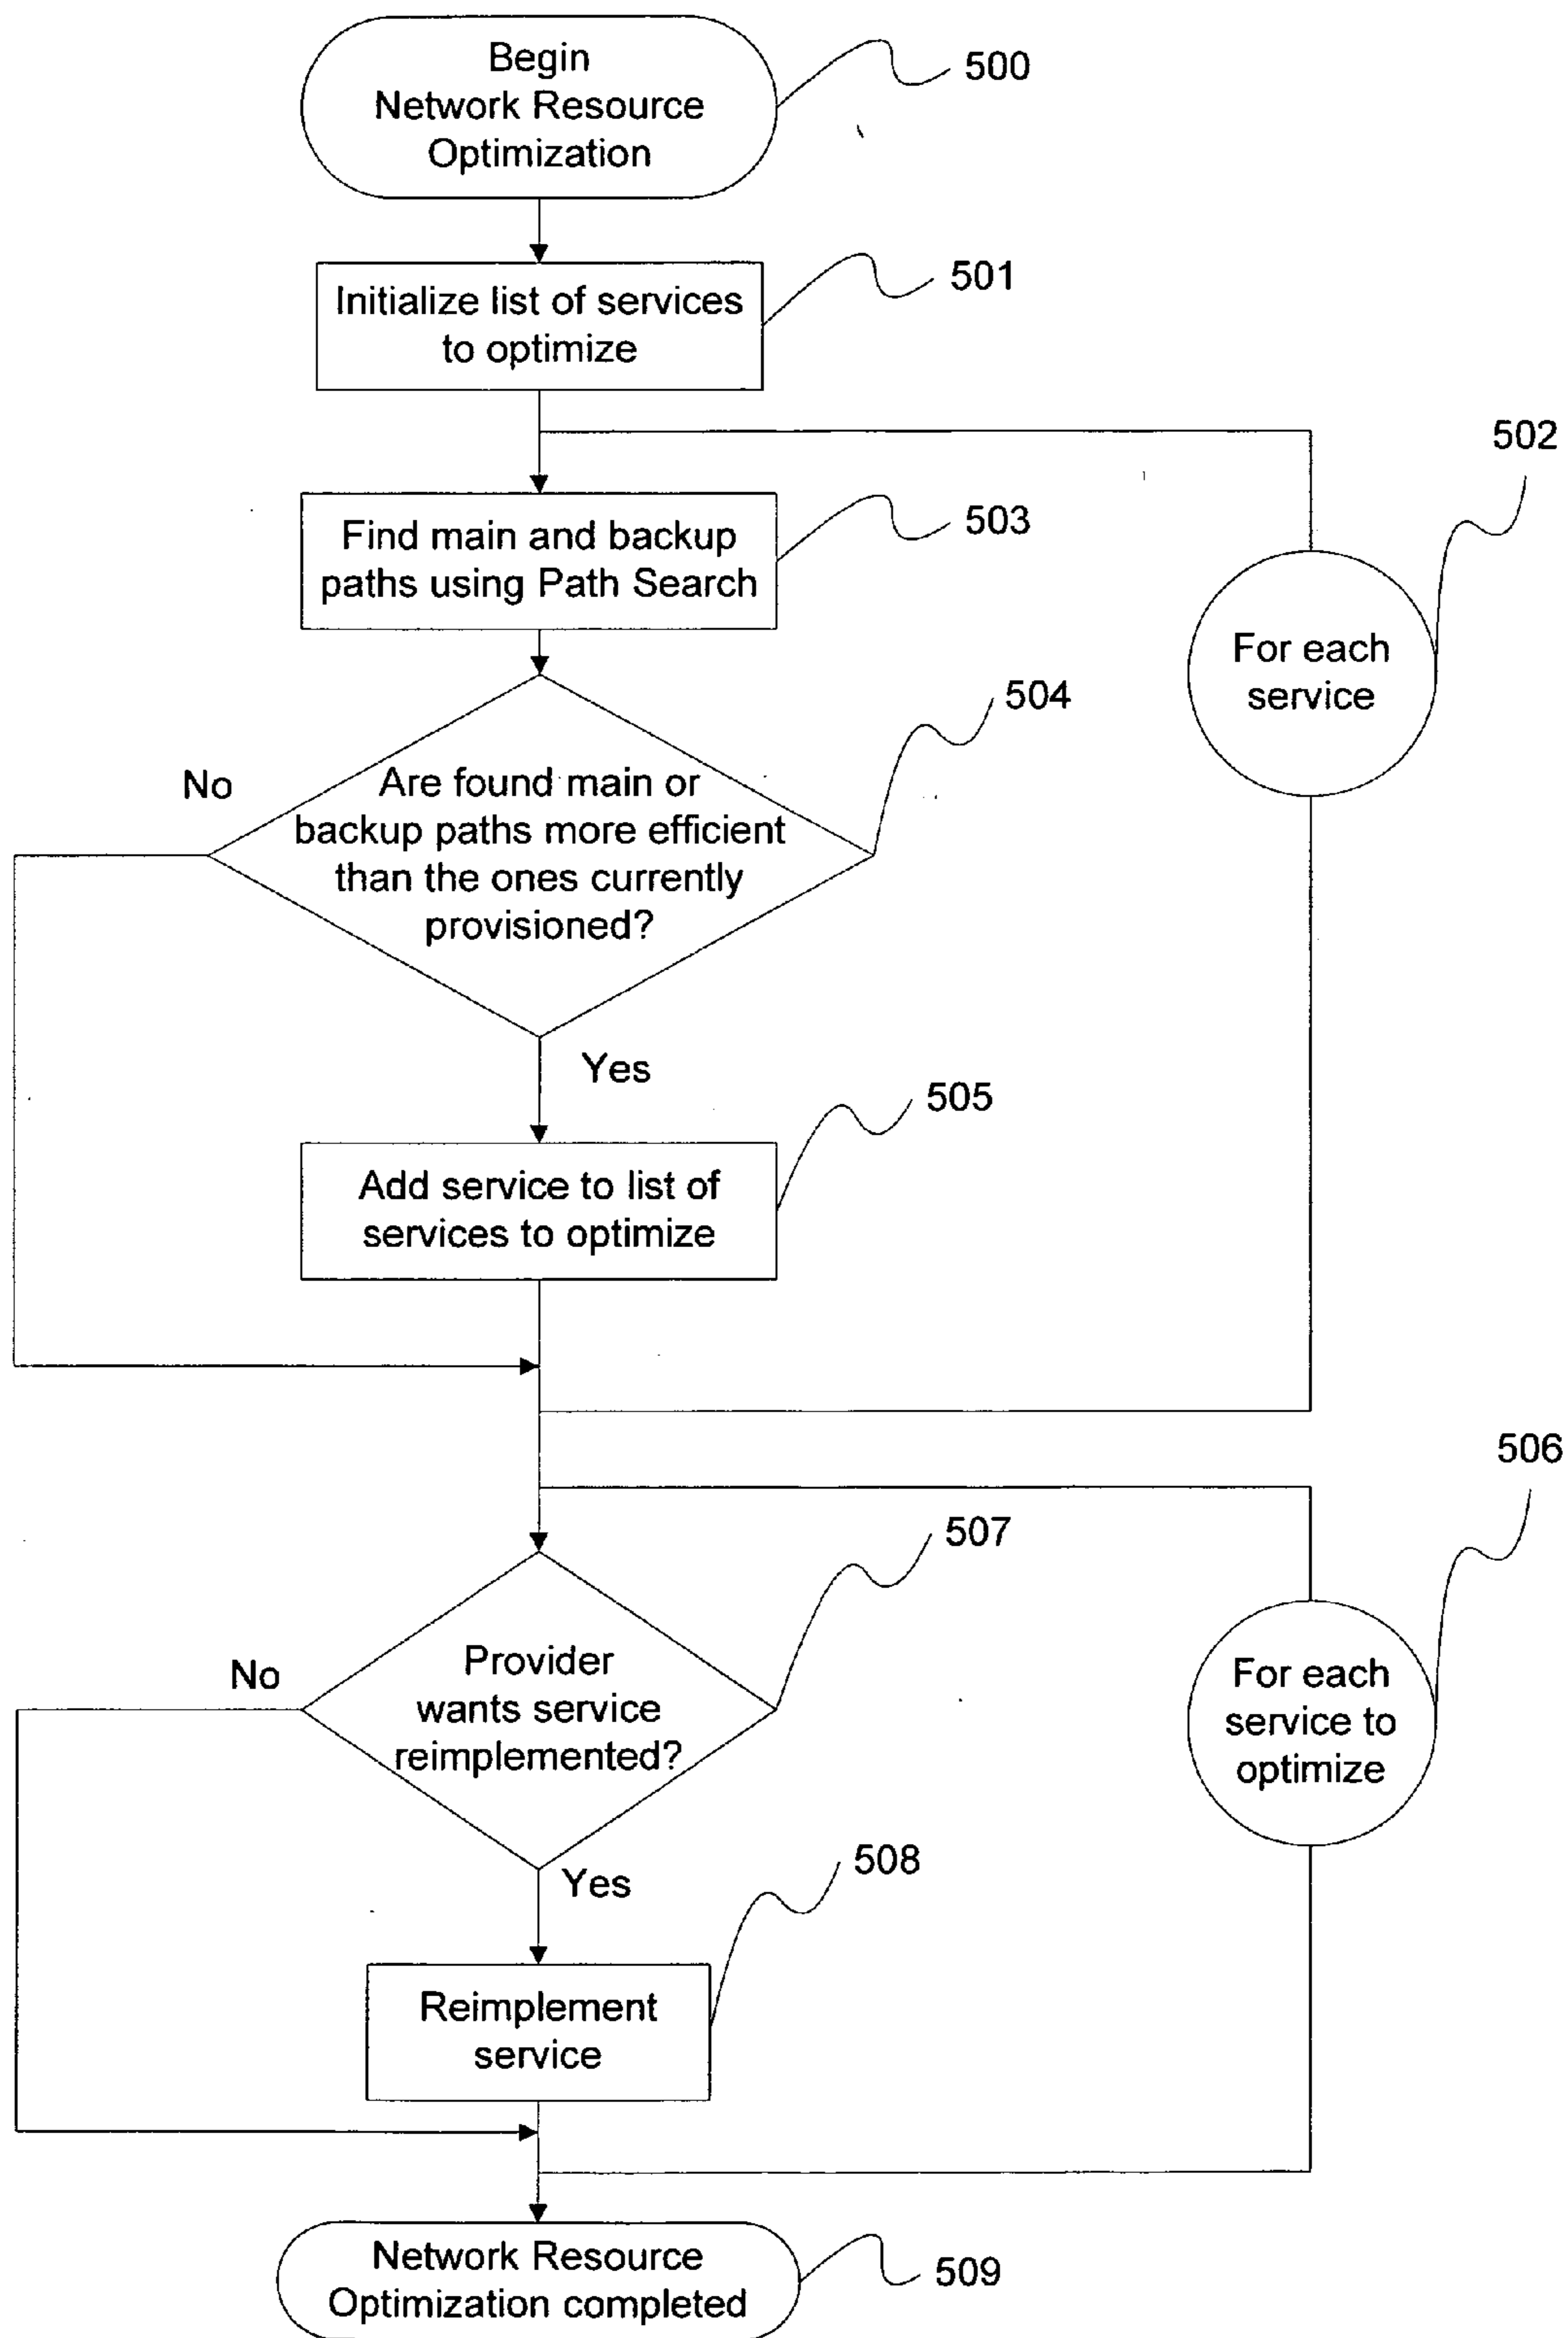 Begin
Network Resource
Optimization
500
Initialize list of services
to optimize
501
502
Find main and backup
paths using Path Search
503
For each
service
504
No
Are found main or
backup paths more efficient
than the ones currently
provisioned?
Yes
505
Add service to list of
services to optimize
506
507
No
Provider
wants service
reimplemented?
For each
service to
optimize
Yes
508
Reimplement
service
Network Resource
Optimization completed
509